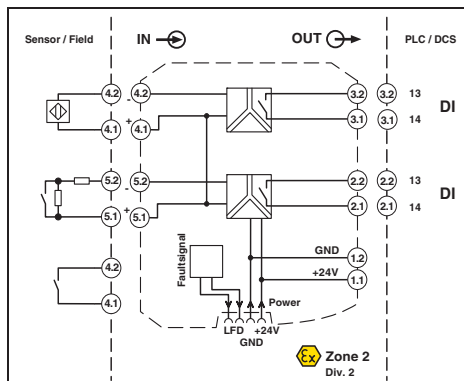 Sensor / Field IN OUT PLC / DCS
4.2 - 4.2 3.2 3.2 13
DI
4.1 + 4.1 3.1 3.1 14
5.2 - 5.2 2.2 2.2 13
DI
5.1 + 5.1 2.1 2.1 14
Faultsignal
GND 1.2
4.2
+24V 1.1
4.1
Power
LFD +24V
GND
Ex Zone 2
Div. 2